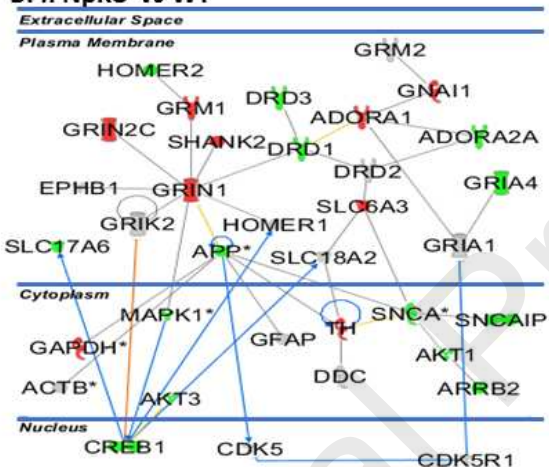 Extracellular Space
Plasma Membrane
GRM2
HOMER2
GNAI1
DRD3
GRM1
ADORA1
GRIN2C
SHANK2
ADORA2A
DRD1
DRD2
EPHB1
GRIN1
GRIA4
SLC6A3
GRIK2
HOMER1
SLC17A6
APP*
SLC18A2
GRIA1
Cytoplasm
MAPK1*
SNCA*
SNCAIP
TH
GAPDH*
GFAP
AKT1
DDC
ACTB*
ARRB2
AKT3
Nucleus
CREB1
CDK5
CDK5R1